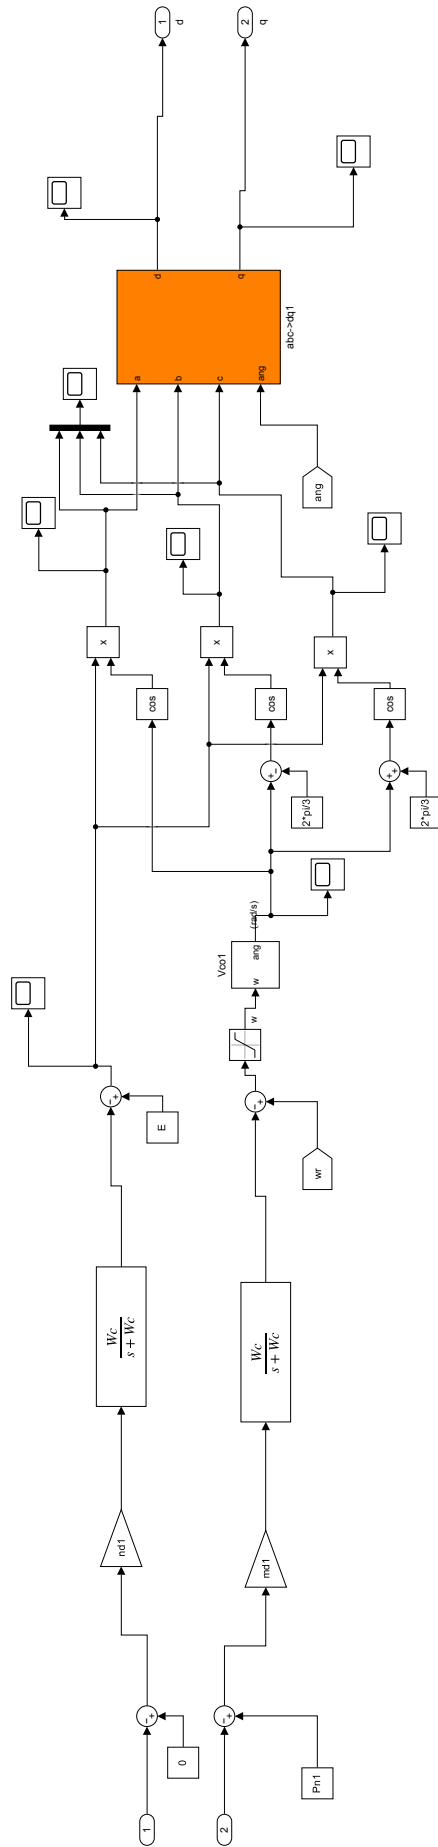 1
0
-
+
nd1
Wc
s + Wc
E
-
+
x
cos
a
b
c
ang
d
q
abc->dq1
1
d
2
q
x
cos
+
-
2*pi/3
x
cos
+
+
2*pi/3
ang
2
Pn1
-
+
md1
Wc
s + Wc
wr
-
+
w
Vco1
w
ang
(rad/s)